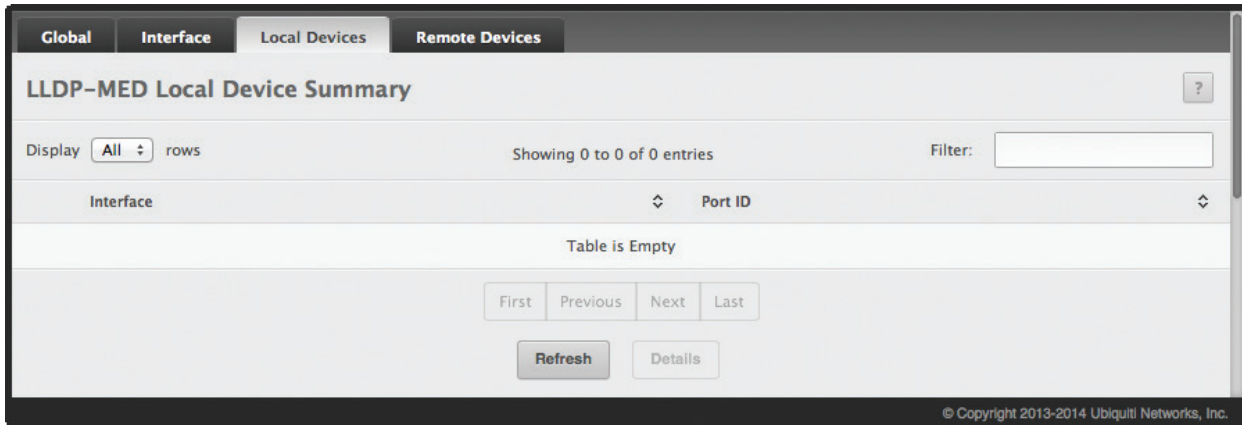 Global Interface Local Devices Remote Devices
LLDP-MED Local Device Summary ?
Display All rows Showing 0 to 0 of 0 entries Filter:
Interface Port ID
Table is Empty
First Previous Next Last
Refresh Details
© Copyright 2013-2014 Ubiquiti Networks, Inc.